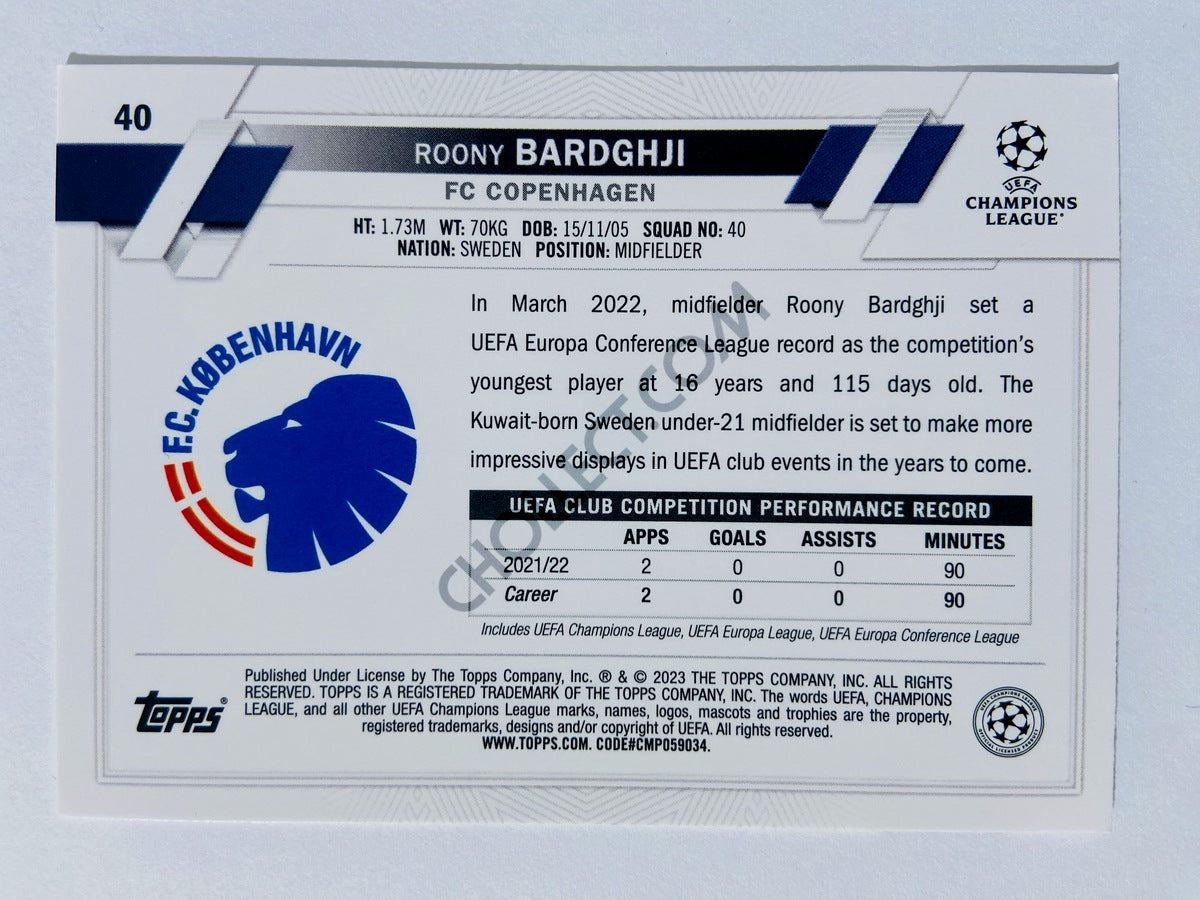 40
ROONY BARDGHJI
FC COPENHAGEN
UEFA
CHAMPIONS
LEAGUE®
HT: 1.73M WT: 70KG DOB: 15/11/05 SQUAD NO: 40
NATION: SWEDEN POSITION: MIDFIELDER
F.C. KØBENHAVN
In March 2022, midfielder Roony Bardghji set a
UEFA Europa Conference League record as the competition's
youngest player at 16 years and 115 days old. The
Kuwait-born Sweden under-21 midfielder is set to make more
impressive displays in UEFA club events in the years to come.
CHOLLECT.COM
UEFA CLUB COMPETITION PERFORMANCE RECORD
APPS GOALS ASSISTS MINUTES
2021/22 2 0 0 90
Career 2 0 0 90
Includes UEFA Champions League, UEFA Europa League, UEFA Europa Conference League
Topps®
Published Under License by The Topps Company, Inc. ® & © 2023 THE TOPPS COMPANY, INC. ALL RIGHTS
RESERVED. TOPPS IS A REGISTERED TRADEMARK OF THE TOPPS COMPANY, INC. The words UEFA, CHAMPIONS
LEAGUE, and all other UEFA Champions League marks, names, logos, mascots and trophies are the property,
registered trademarks, designs and/or copyright of UEFA. All rights reserved.
WWW.TOPPS.COM. CODE#CMP059034.
UEFA CHAMPIONS LEAGUE
OFFICIAL LICENSED PRODUCT